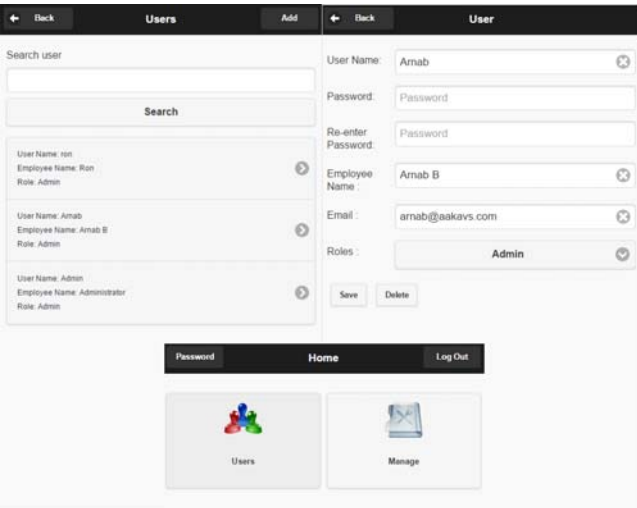 Back
Users
Add
Search user
Search
User Name: ron
Employee Name: Ron
Role: Admin
User Name: Arnab
Employee Name: Arnab B
Role: Admin
User Name: Admin
Employee Name: Administrator
Role: Admin
Back
User
User Name: Arnab
Password: Password
Re-enter Password: Password
Employee Name : Arnab B
Email : arnab@aakavs.com
Roles : Admin
Save
Delete
Password
Home
Log Out
Users
Manage